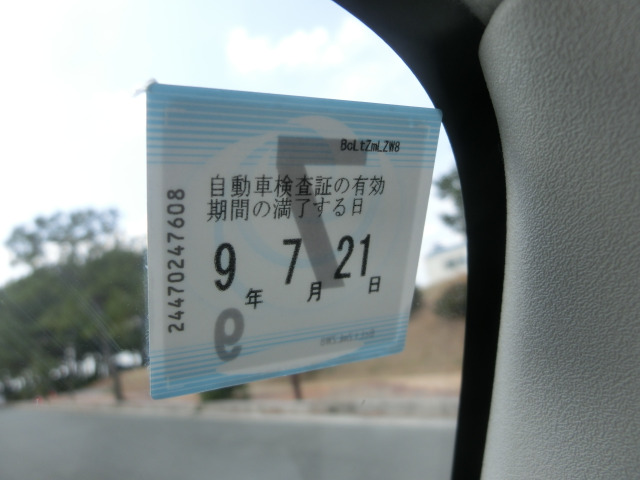 BcLtZmLZW8
自動車検査証の有効
期間の満了する日
9年 7月 21日
244702477608